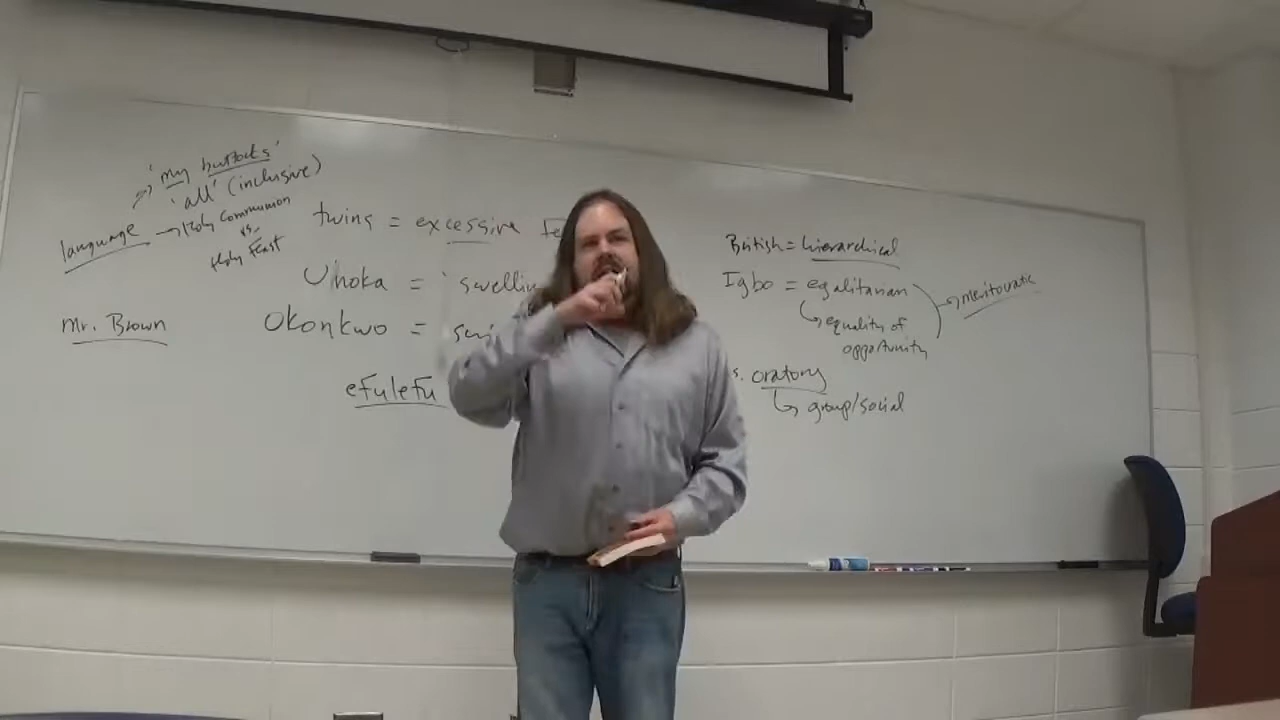 'my buttocks'
'all' (inclusive)
language → Holy Communion
vs.
Holy Feast
Mr. Brown
twins = excessive
Uhoka = 'swellin
Okonkwo =
efulefu
British = hierarchical
Igbo = egalitarian
→ meritocratic
equality of
opportunity
s. oratory
group/social